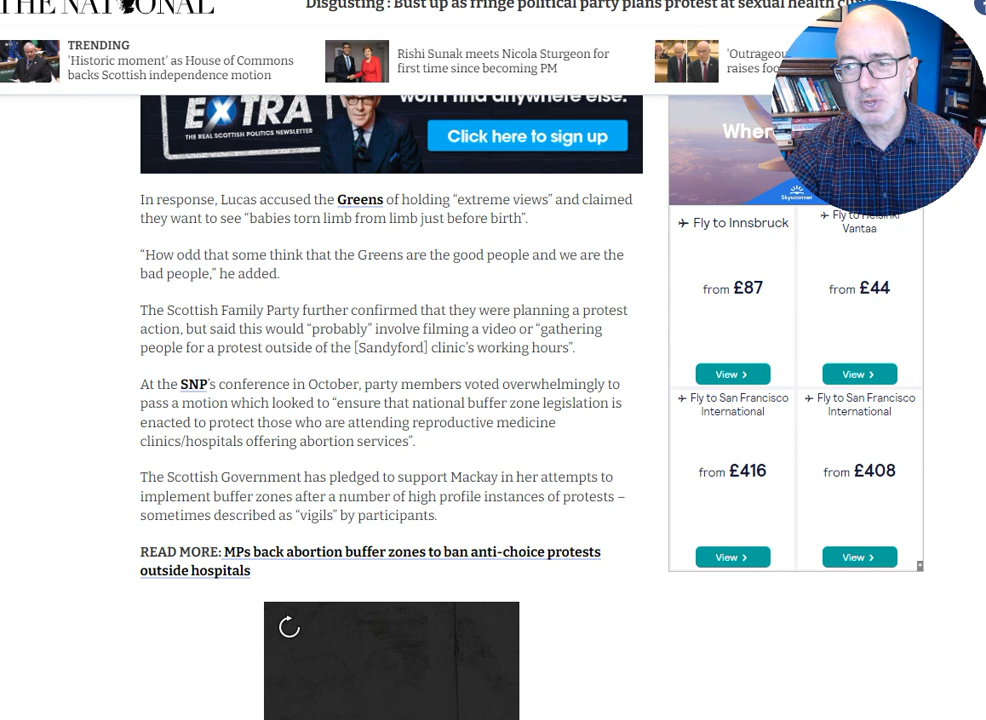 THE NATIONAL
Disgusting': Bust up as fringe political party plans protest at sexual health clinic
TRENDING
'Historic moment' as House of Commons
backs Scottish independence motion
Rishi Sunak meets Nicola Sturgeon for
first time since becoming PM
'Outrageou
raises foo
EXTRA
THE REAL SCOTTISH POLITICS NEWSLETTER
won't find anywhere else.
Click here to sign up
Wher
Skyscanner
In response, Lucas accused the Greens of holding “extreme views” and claimed
they want to see “babies torn limb from limb just before birth”.
“How odd that some think that the Greens are the good people and we are the
bad people,” he added.
The Scottish Family Party further confirmed that they were planning a protest
action, but said this would “probably” involve filming a video or “gathering
people for a protest outside of the [Sandyford] clinic’s working hours”.
At the SNP’s conference in October, party members voted overwhelmingly to
pass a motion which looked to “ensure that national buffer zone legislation is
enacted to protect those who are attending reproductive medicine
clinics/hospitals offering abortion services”.
The Scottish Government has pledged to support Mackay in her attempts to
implement buffer zones after a number of high profile instances of protests –
sometimes described as “vigils” by participants.
READ MORE: MPs back abortion buffer zones to ban anti-choice protests
outside hospitals
Fly to Innsbruck
from £87
View >
Fly to Helsinki
Vantaa
from £44
View >
Fly to San Francisco
International
from £416
View >
Fly to San Francisco
International
from £408
View >